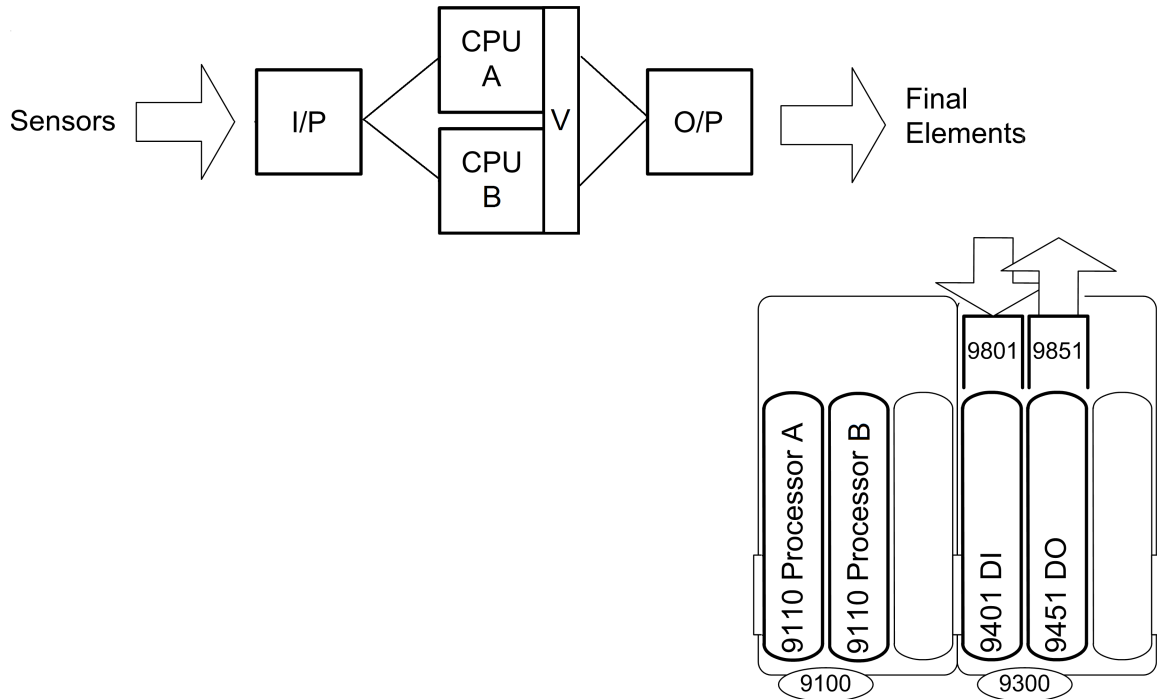 Sensors
I/P
CPU
A
CPU
B
V
O/P
Final
Elements
9801
9851
9110 Processor A
9110 Processor B
9401 DI
9451 DO
9100
9300